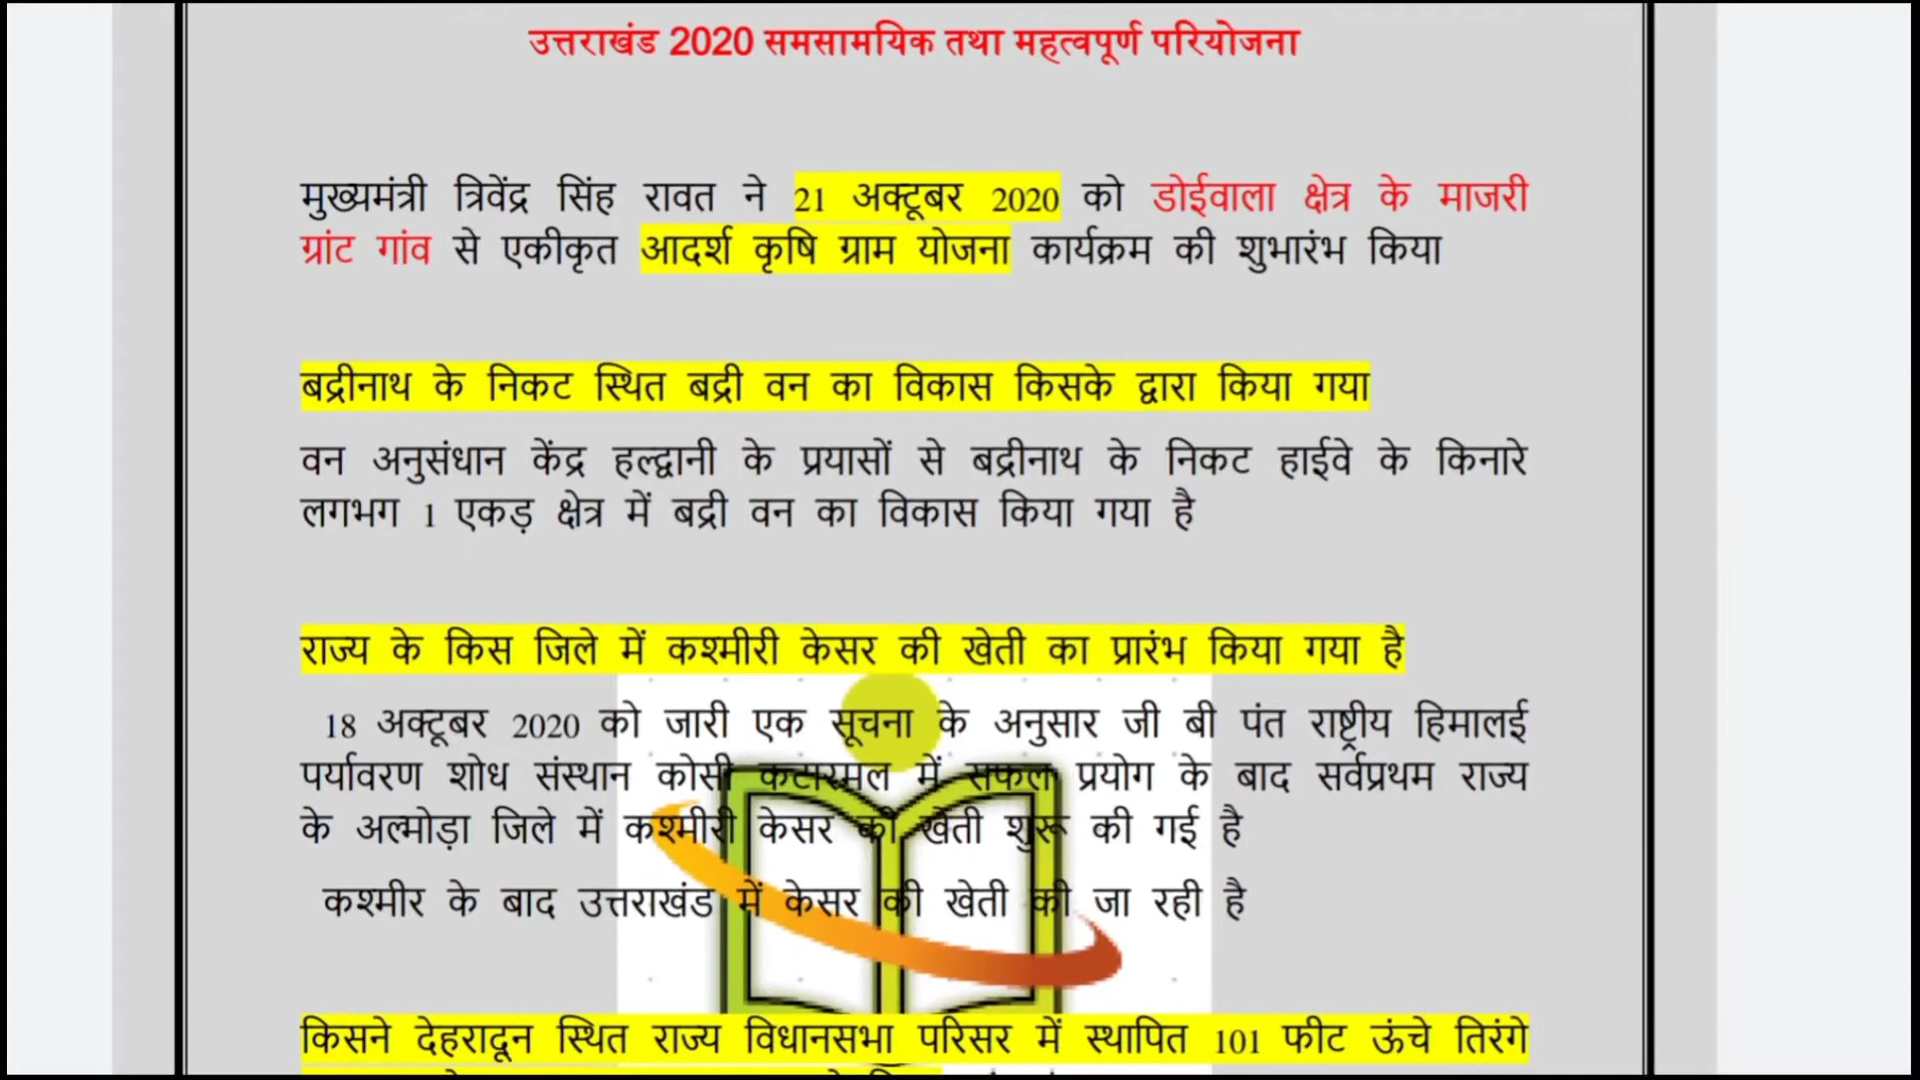 उत्तराखंड 2020 समसामयिक तथा महत्वपूर्ण परियोजना
मुख्यमंत्री त्रिवेंद्र सिंह रावत ने 21 अक्टूबर 2020 को डोईवाला क्षेत्र के माजरी
ग्रांट गांव से एकीकृत आदर्श कृषि ग्राम योजना कार्यक्रम की शुभारंभ किया
बद्रीनाथ के निकट स्थित बद्री वन का विकास किसके द्वारा किया गया
वन अनुसंधान केंद्र हल्द्वानी के प्रयासों से बद्रीनाथ के निकट हाईवे के किनारे
लगभग 1 एकड़ क्षेत्र में बद्री वन का विकास किया गया है
राज्य के किस जिले में कश्मीरी केसर की खेती का प्रारंभ किया गया है
18 अक्टूबर 2020 को जारी एक सूचना के अनुसार जी बी पंत राष्ट्रीय हिमालई
पर्यावरण शोध संस्थान कोसी कटारमल में सफल प्रयोग के बाद सर्वप्रथम राज्य
के अल्मोड़ा जिले में कश्मीरी केसर की खेती शुरू की गई है
कश्मीर के बाद उत्तराखंड में केसर की खेती की जा रही है
किसने देहरादून स्थित राज्य विधानसभा परिसर में स्थापित 101 फीट ऊंचे तिरंगे